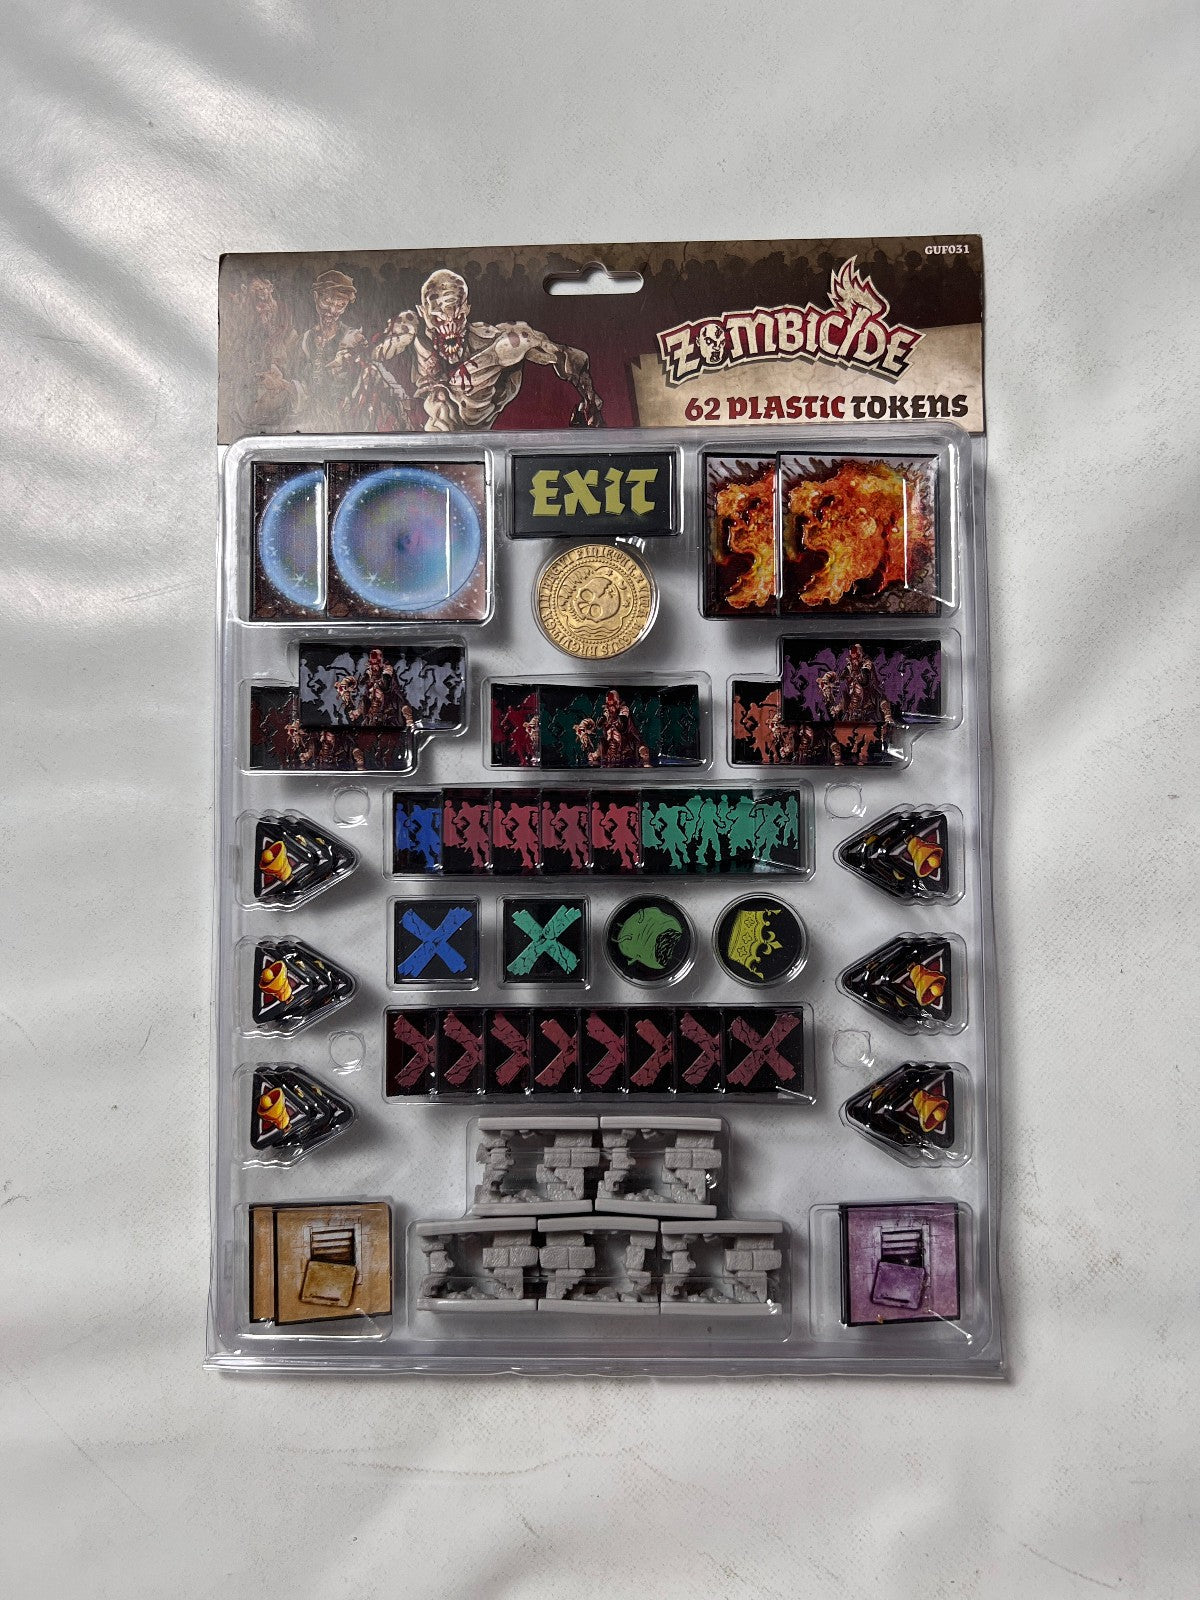 GUF031
ZOMBICIDE
62 PLASTIC TOKENS
EXIT